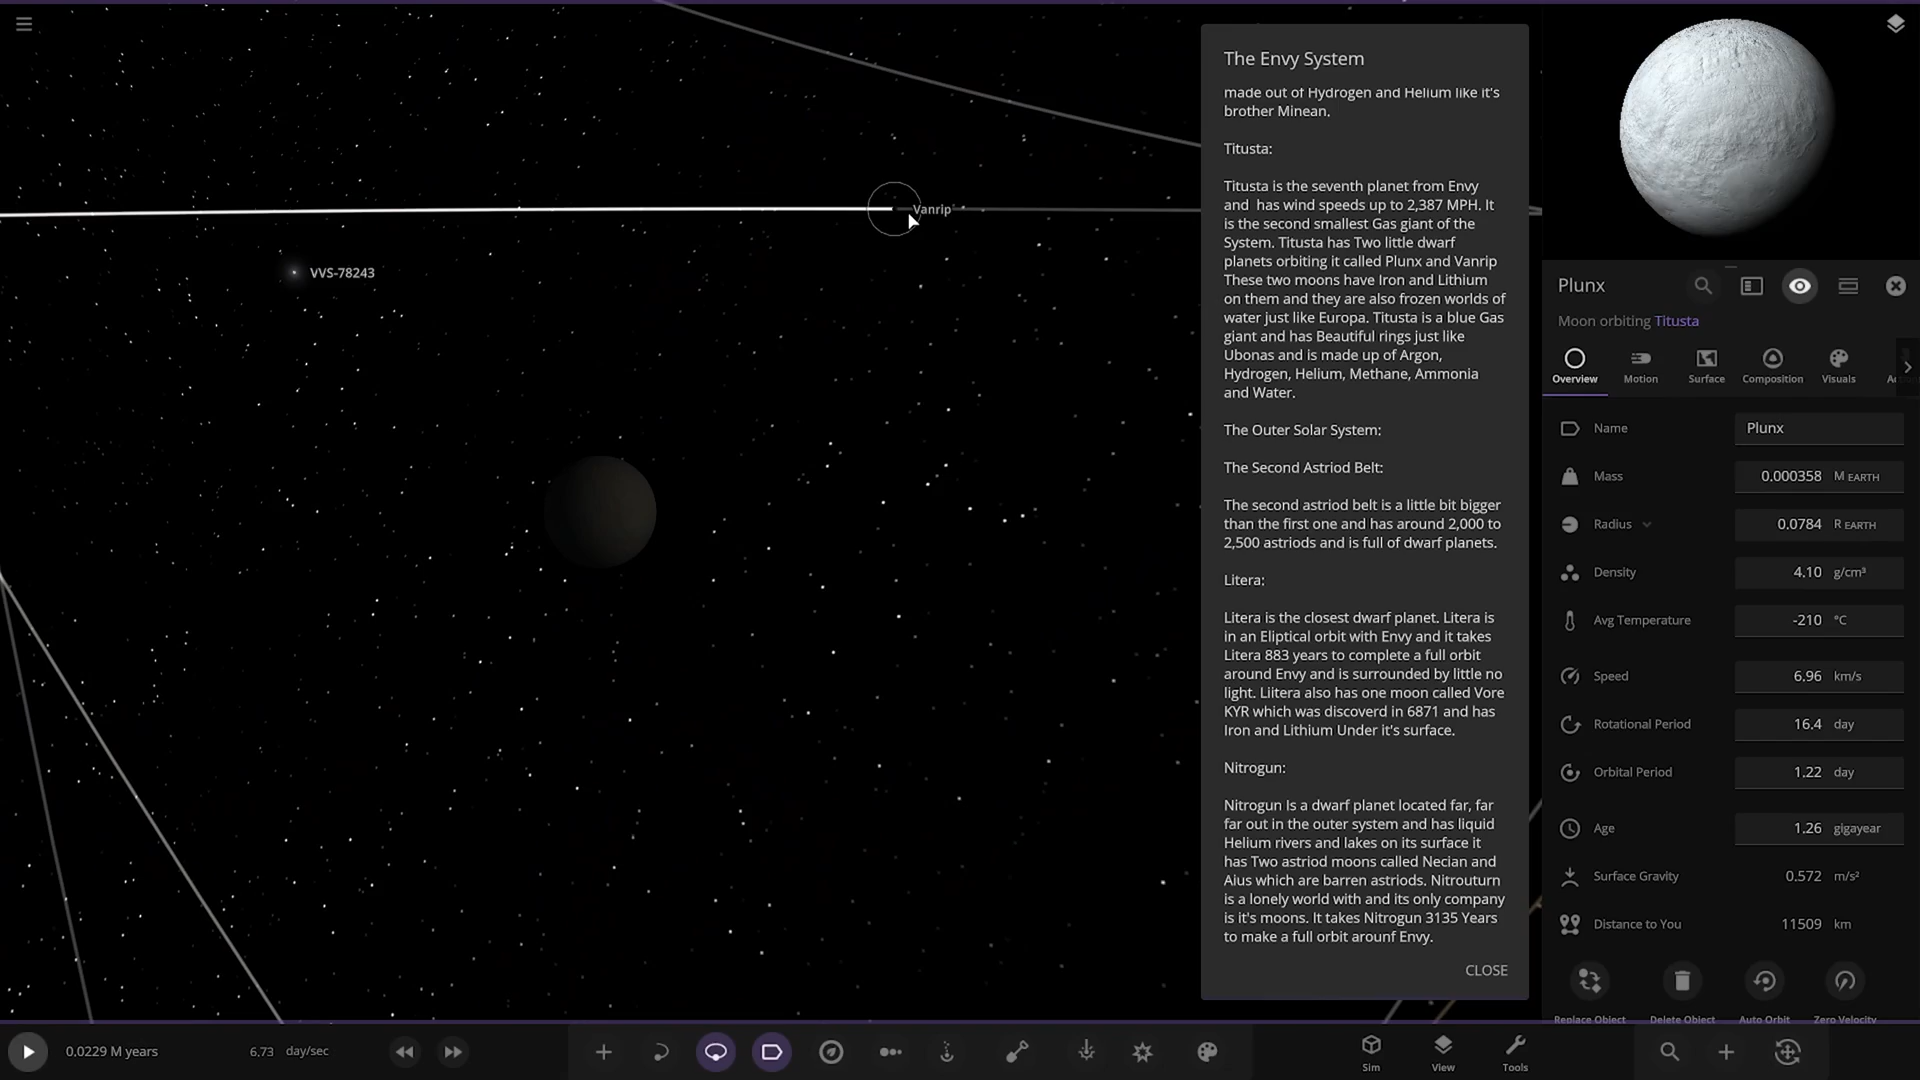 Vanrip
VVS-78243
The Envy System
made out of Hydrogen and Helium like it's
brother Minean.
Titusta:
Titusta is the seventh planet from Envy
and  has wind speeds up to 2,387 MPH. It
is the second smallest Gas giant of the
System. Titusta has Two little dwarf
planets orbiting it called Plunx and Vanrip
These two moons have Iron and Lithium
on them and they are also frozen worlds of
water just like Europa. Titusta is a blue Gas
giant and has Beautiful rings just like
Ubonas and is made up of Argon,
Hydrogen, Helium, Methane, Ammonia
and Water.
The Outer Solar System:
The Second Astriod Belt:
The second astriod belt is a little bit bigger
than the first one and has around 2,000 to
2,500 astriods and is full of dwarf planets.
Litera:
Litera is the closest dwarf planet. Litera is
in an Eliptical orbit with Envy and it takes
Litera 883 years to complete a full orbit
around Envy and is surrounded by little no
light. Liitera also has one moon called Vore
KYR which was discoverd in 6871 and has
Iron and Lithium Under it's surface.
Nitrogun:
Nitrogun Is a dwarf planet located far, far
far out in the outer system and has liquid
Helium rivers and lakes on its surface it
has Two astriod moons called Necian and
Aius which are barren astriods. Nitrouturn
is a lonely world with and its only company
is it's moons. It takes Nitrogun 3135 Years
to make a full orbit arounf Envy.
CLOSE
Plunx
Moon orbiting Titusta
Overview Motion Surface Composition Visuals
Name Plunx
Mass 0.000358 M EARTH
Radius 0.0784 R EARTH
Density 4.10 g/cm³
Avg Temperature -210 °C
Speed 6.96 km/s
Rotational Period 16.4 day
Orbital Period 1.22 day
Age 1.26 gigayear
Surface Gravity 0.572 m/s²
Distance to You 11509 km
Replace Object Delete Object Auto Orbit Zero Velocity
0.0229 M years 6.73 day/sec
Sim View Tools